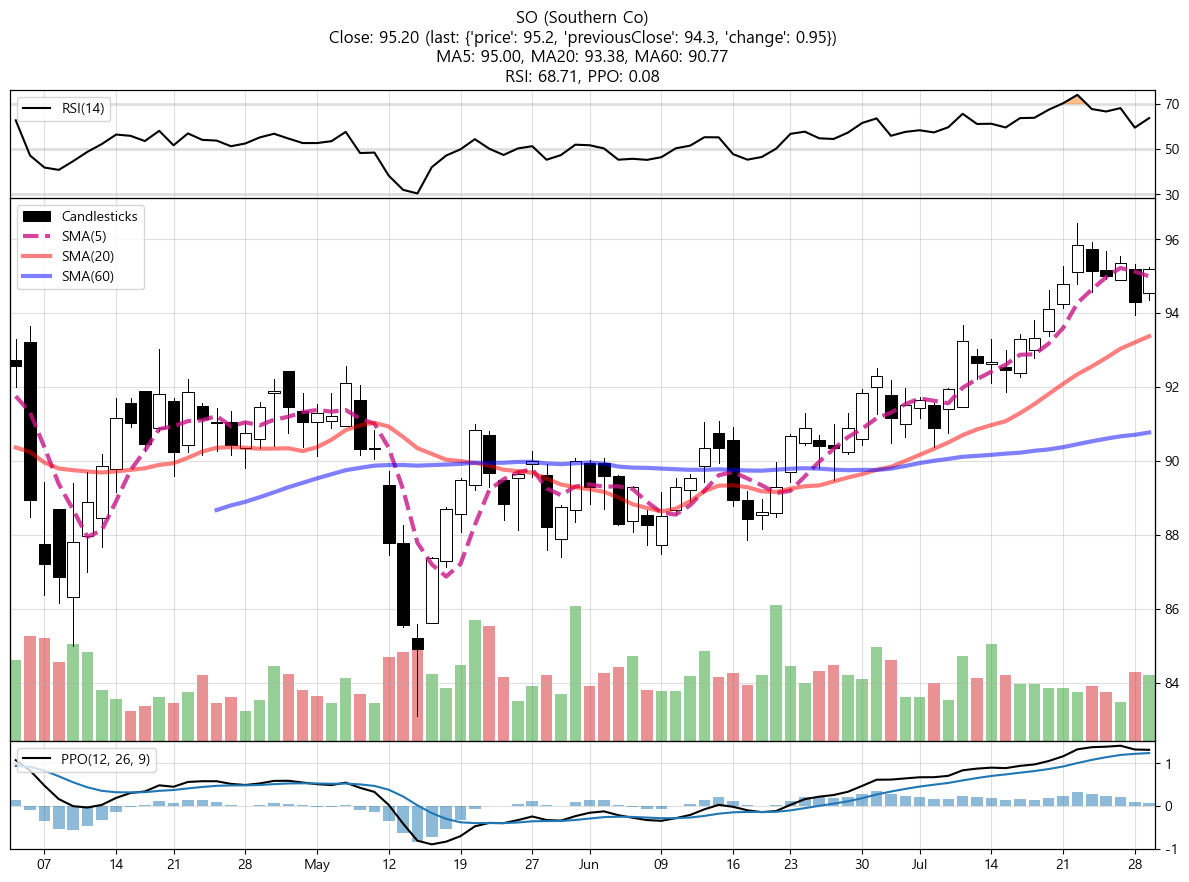 SO (Southern Co)
Close: 95.20 (last: {'price': 95.2, 'previousClose': 94.3, 'change': 0.95})
MA5: 95.00, MA20: 93.38, MA60: 90.77
RSI: 68.71, PPO: 0.08
RSI(14)
70
50
30
Candlesticks
SMA(5)
SMA(20)
SMA(60)
96
94
92
90
88
86
84
PPO(12, 26, 9)
1
0
-1
07 14 21 28 May 12 19 27 Jun 09 16 23 30 Jul 14 21 28